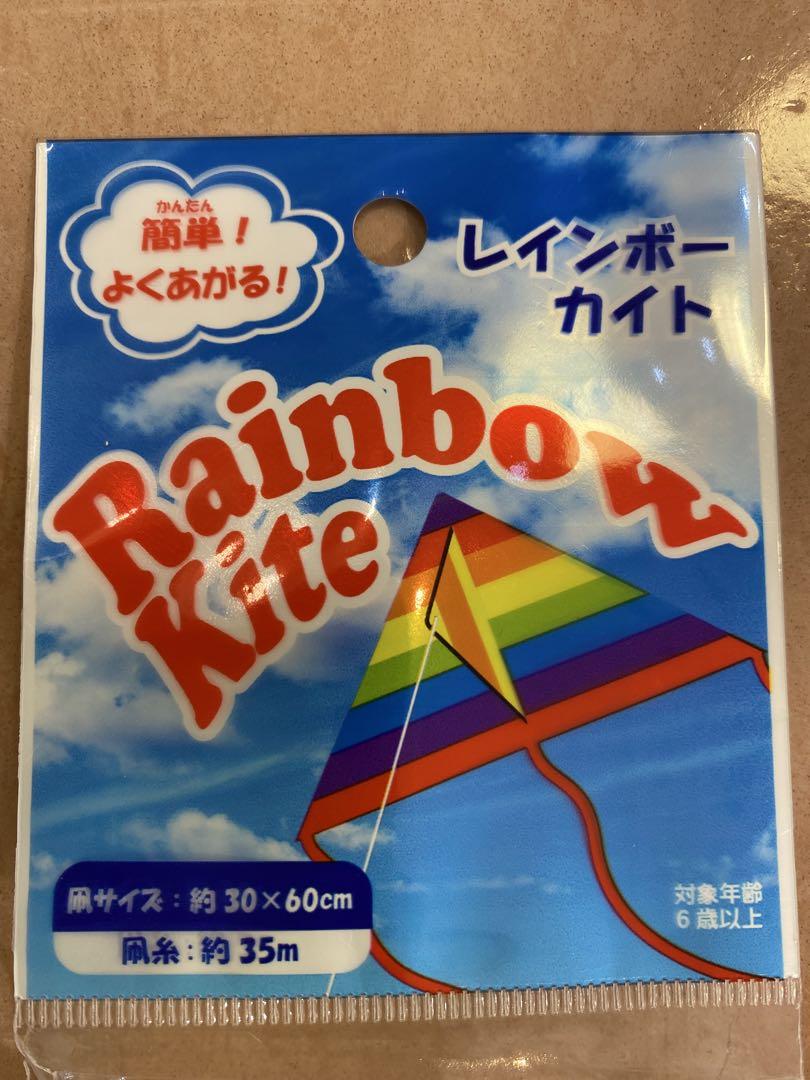 かんたん
簡単！
よくあがる！
レインボー
カイト
Rainbow
Kite
凧サイズ：約30×60cm
凧糸：約35m
対象年齢
6歳以上